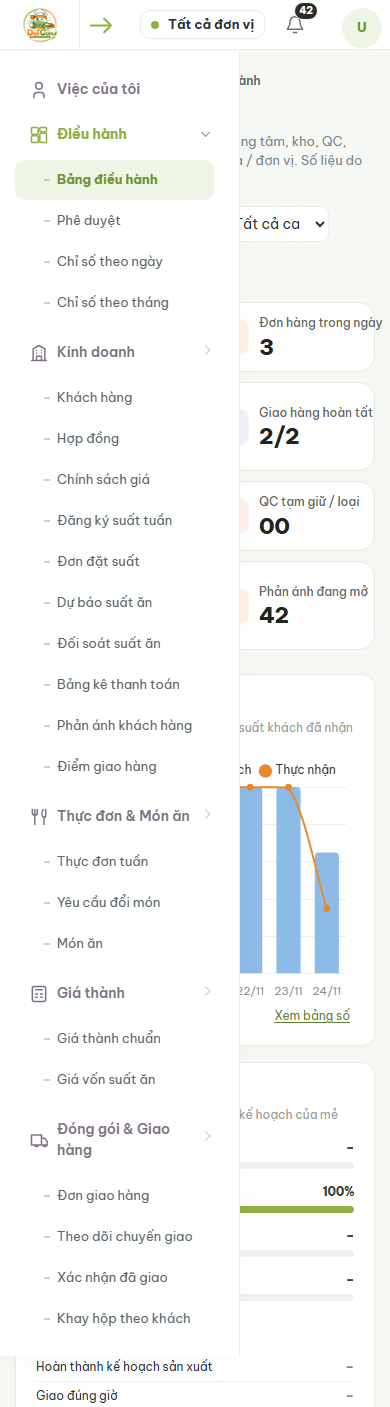 Tất cả đơn vị
42
U
Việc của tôi
Điều hành
Bảng điều hành
Phê duyệt
Chỉ số theo ngày
Chỉ số theo tháng
Kinh doanh
Khách hàng
Hợp đồng
Chính sách giá
Đăng ký suất tuần
Đơn đặt suất
Dự báo suất ăn
Đối soát suất ăn
Bảng kê thanh toán
Phản ánh khách hàng
Điểm giao hàng
Thực đơn & Món ăn
Thực đơn tuần
Yêu cầu đổi món
Món ăn
Giá thành
Giá thành chuẩn
Giá vốn suất ăn
Đóng gói & Giao
hàng
Đơn giao hàng
Theo dõi chuyến giao
Xác nhận đã giao
Khay hộp theo khách
ành
ng tâm, kho, QC,
/ đơn vị. Số liệu do
Tất cả ca
Đơn hàng trong ngày
3
Giao hàng hoàn tất
2/2
QC tạm giữ / loại
00
Phản ánh đang mở
42
suất khách đã nhận
ch
Thực nhận
22/11 23/11 24/11
Xem bảng số
kế hoạch của mẻ
–
100%
–
–
Hoàn thành kế hoạch sản xuất –
Giao đúng giờ –